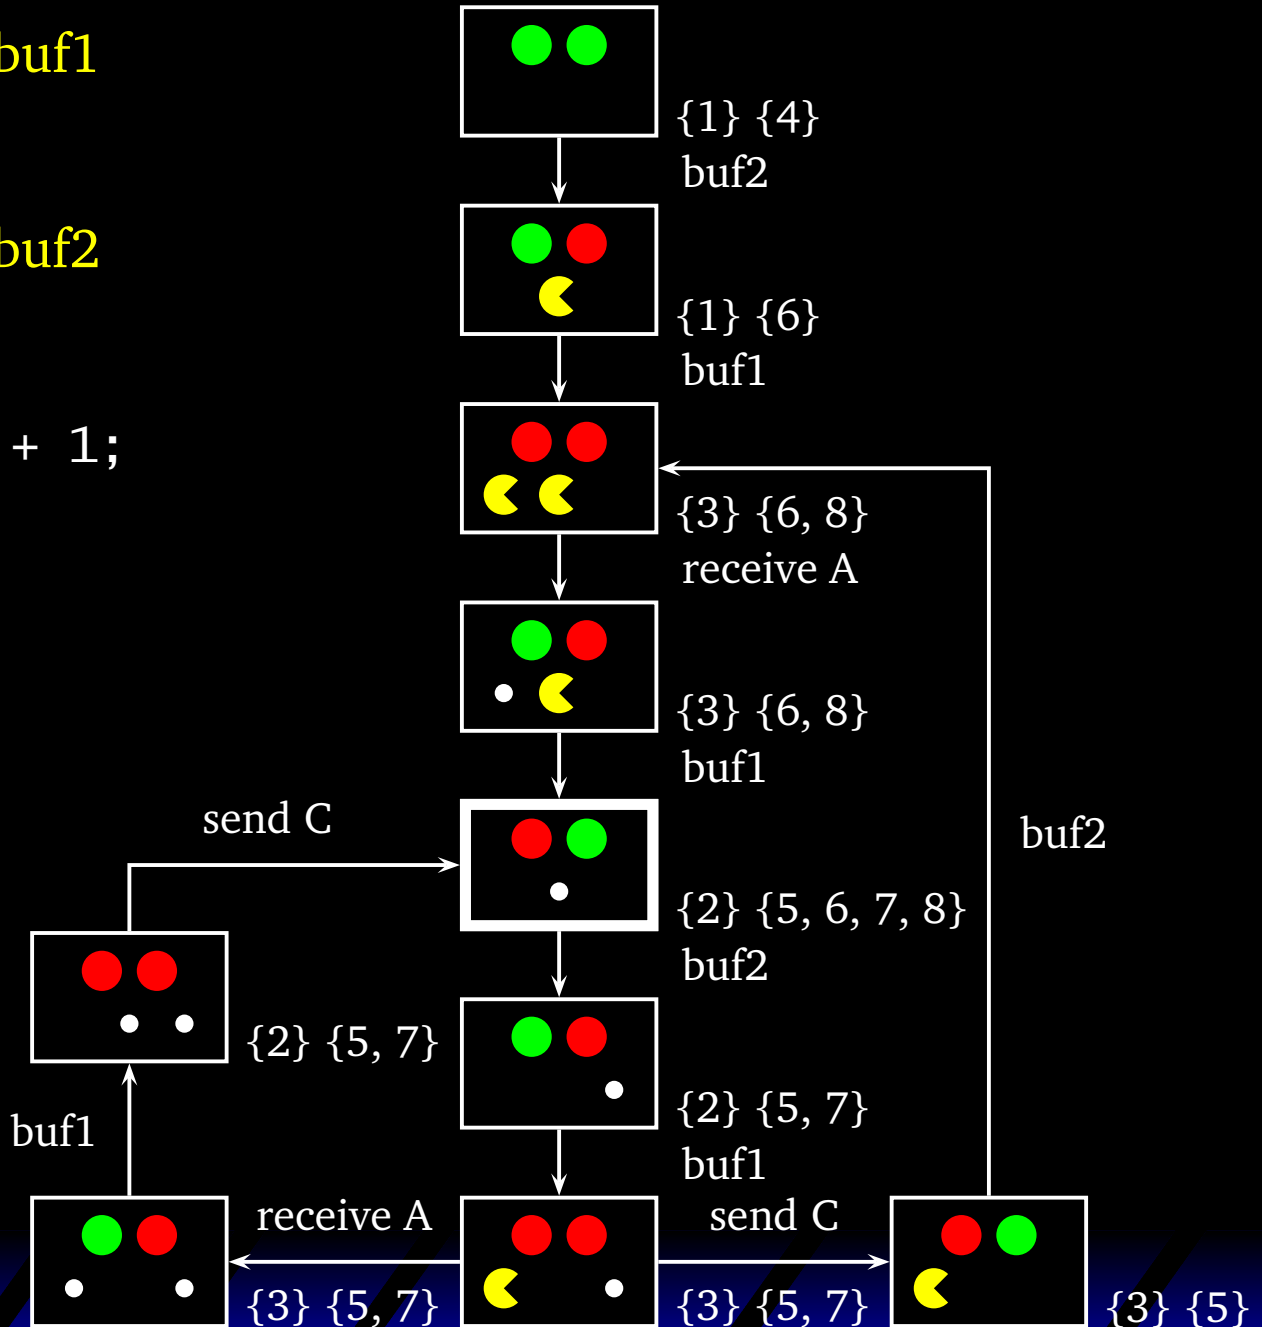 buf1
{1} {4}
buf2
buf2
{1} {6}
buf1
+ 1;
{3} {6, 8}
receive A
{3} {6, 8}
buf1
send C
buf2
{2} {5, 6, 7, 8}
buf2
{2} {5, 7}
{2} {5, 7}
buf1
buf1
receive A
send C
{3} {5, 7}
{3} {5, 7}
{3} {5}